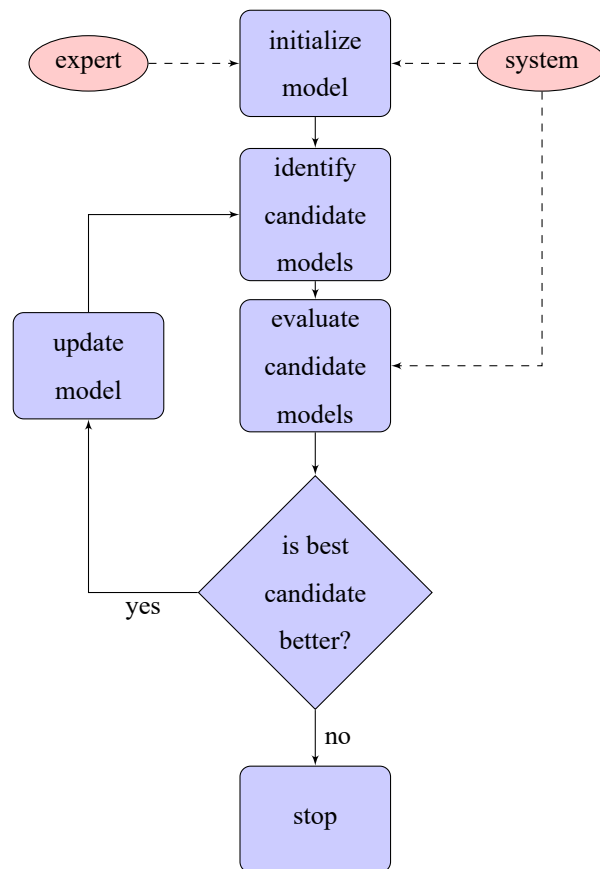 expert
initialize
model
system
identify
candidate
models
evaluate
candidate
models
update
model
is best
candidate
better?
yes
no
stop